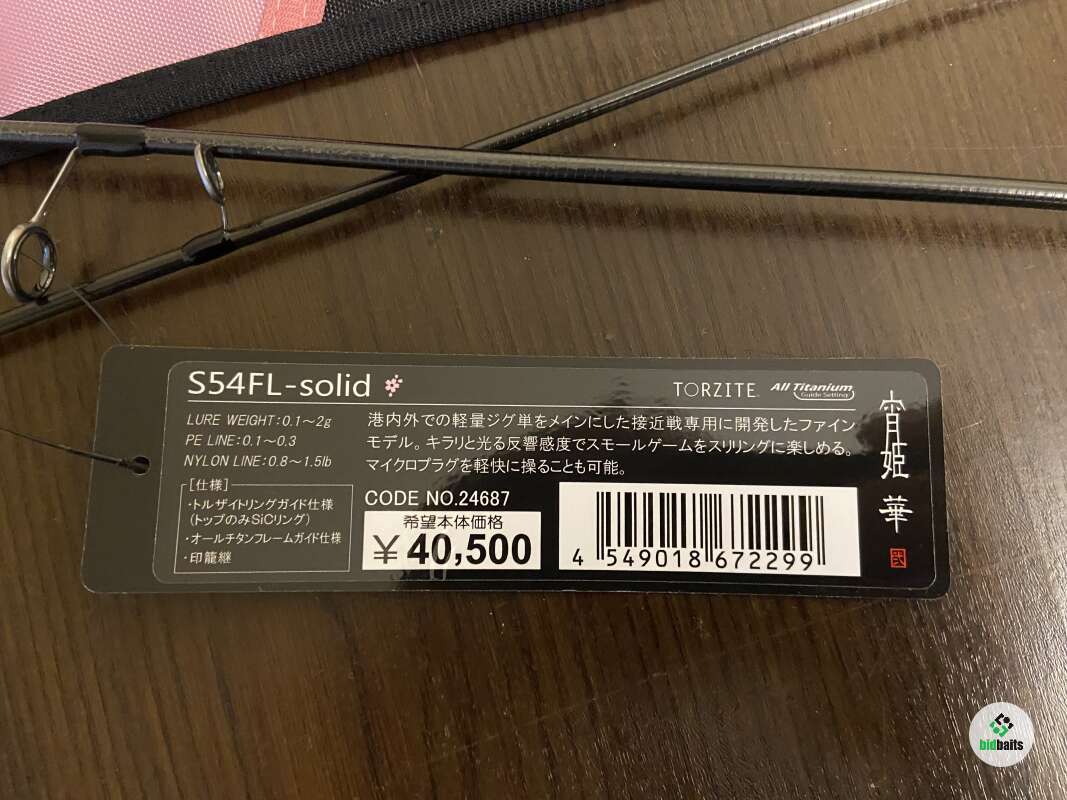 S54FL-solid
TORZITE
All Titanium
Guide Setting
LURE WEIGHT:0.1～2g
PE LINE:0.1～0.3
NYLON LINE:0.8～1.5lb
港内外での軽量ジグ単をメインにした接近戦専用に開発したファイン
モデル。キラリと光る反響感度でスモールゲームをスリリングに楽しめる。
マイクロプラグを軽快に操ることも可能。
[仕様]
・トルザイトリングガイド仕様
(トップのみSiCリング)
・オールチタンフレームガイド仕様
・印籠継
CODE NO.24687
希望本体価格
¥ 40,500
4 549018 672299
宵姫 華
弐
bidbaits